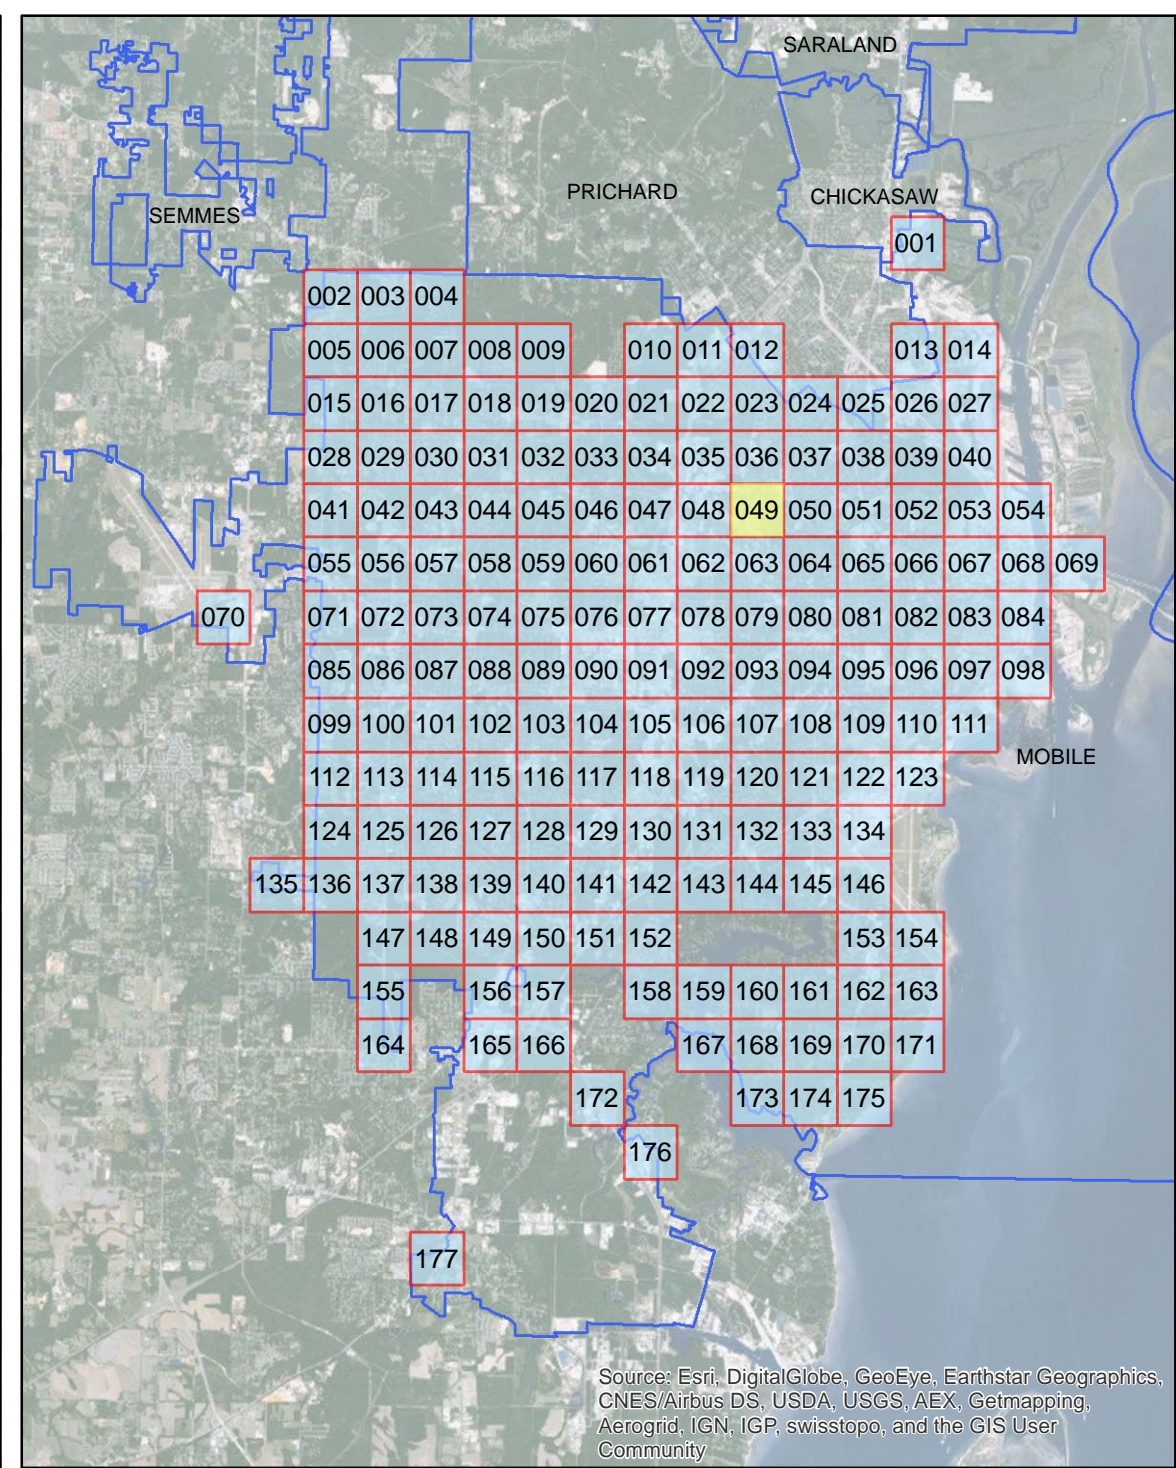 SARALAND
PRICHARD
CHICKASAW
SEMMES
001
002 003 004
005 006 007 008 009 010 011 012 013 014
015 016 017 018 019 020 021 022 023 024 025 026 027
028 029 030 031 032 033 034 035 036 037 038 039 040
041 042 043 044 045 046 047 048 049 050 051 052 053 054
055 056 057 058 059 060 061 062 063 064 065 066 067 068 069
070 071 072 073 074 075 076 077 078 079 080 081 082 083 084
085 086 087 088 089 090 091 092 093 094 095 096 097 098
099 100 101 102 103 104 105 106 107 108 109 110 111
MOBILE
112 113 114 115 116 117 118 119 120 121 122 123
124 125 126 127 128 129 130 131 132 133 134
135 136 137 138 139 140 141 142 143 144 145 146
147 148 149 150 151 152 153 154
155 156 157 158 159 160 161 162 163
164 165 166 167 168 169 170 171
172 173 174 175
176
177
Source: Esri, DigitalGlobe, GeoEye, Earthstar Geographics,
CNES/Airbus DS, USDA, USGS, AEX, Getmapping,
Aerogrid, IGN, IGP, swisstopo, and the GIS User
Community